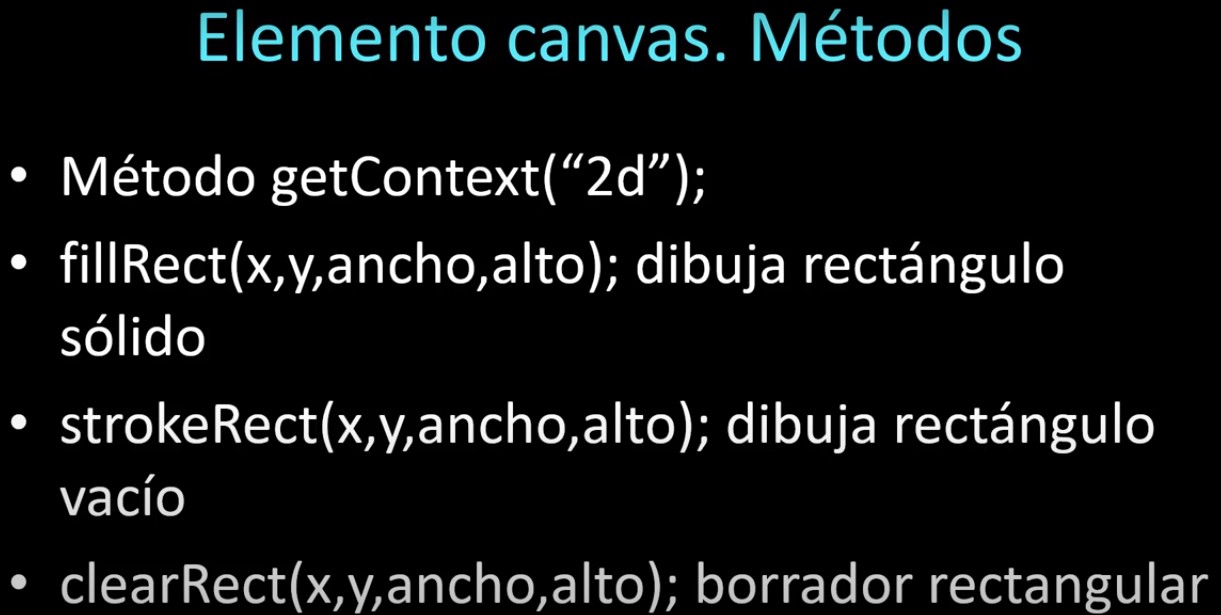 Elemento canvas. Métodos
• Método getContext(“2d”);
• fillRect(x,y,ancho,alto); dibuja rectángulo
sólido
• strokeRect(x,y,ancho,alto); dibuja rectángulo
vacío
• clearRect(x,y,ancho,alto); borrador rectangular